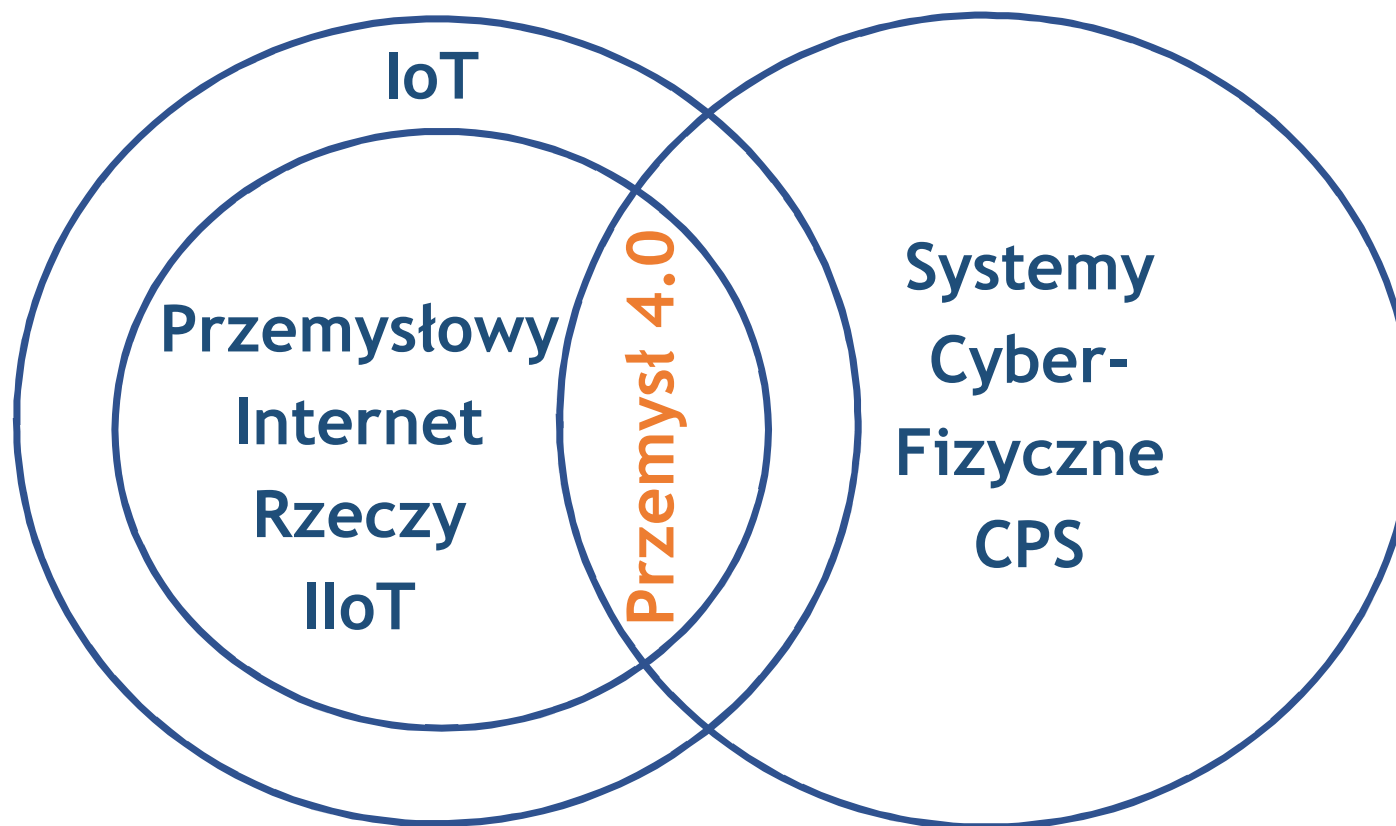 IoT
Przemysłowy
Internet
Rzeczy
IIoT
Przemysł 4.0
Systemy
Cyber-
Fizyczne
CPS